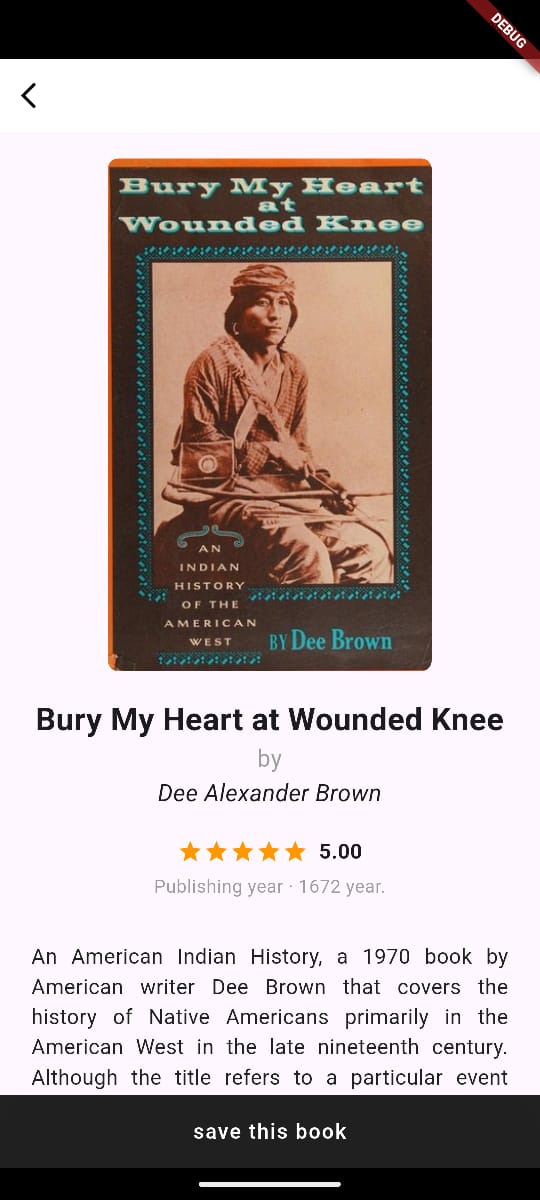 DEBUG
Bury My Heart
at
Wounded Knee
AN
INDIAN
HISTORY
OF THE
AMERICAN
WEST
BY Dee Brown
Bury My Heart at Wounded Knee
by
Dee Alexander Brown
5.00
Publishing year · 1672 year.
An American Indian History, a 1970 book by
American writer Dee Brown that covers the
history of Native Americans primarily in the
American West in the late nineteenth century.
Although the title refers to a particular event
save this book